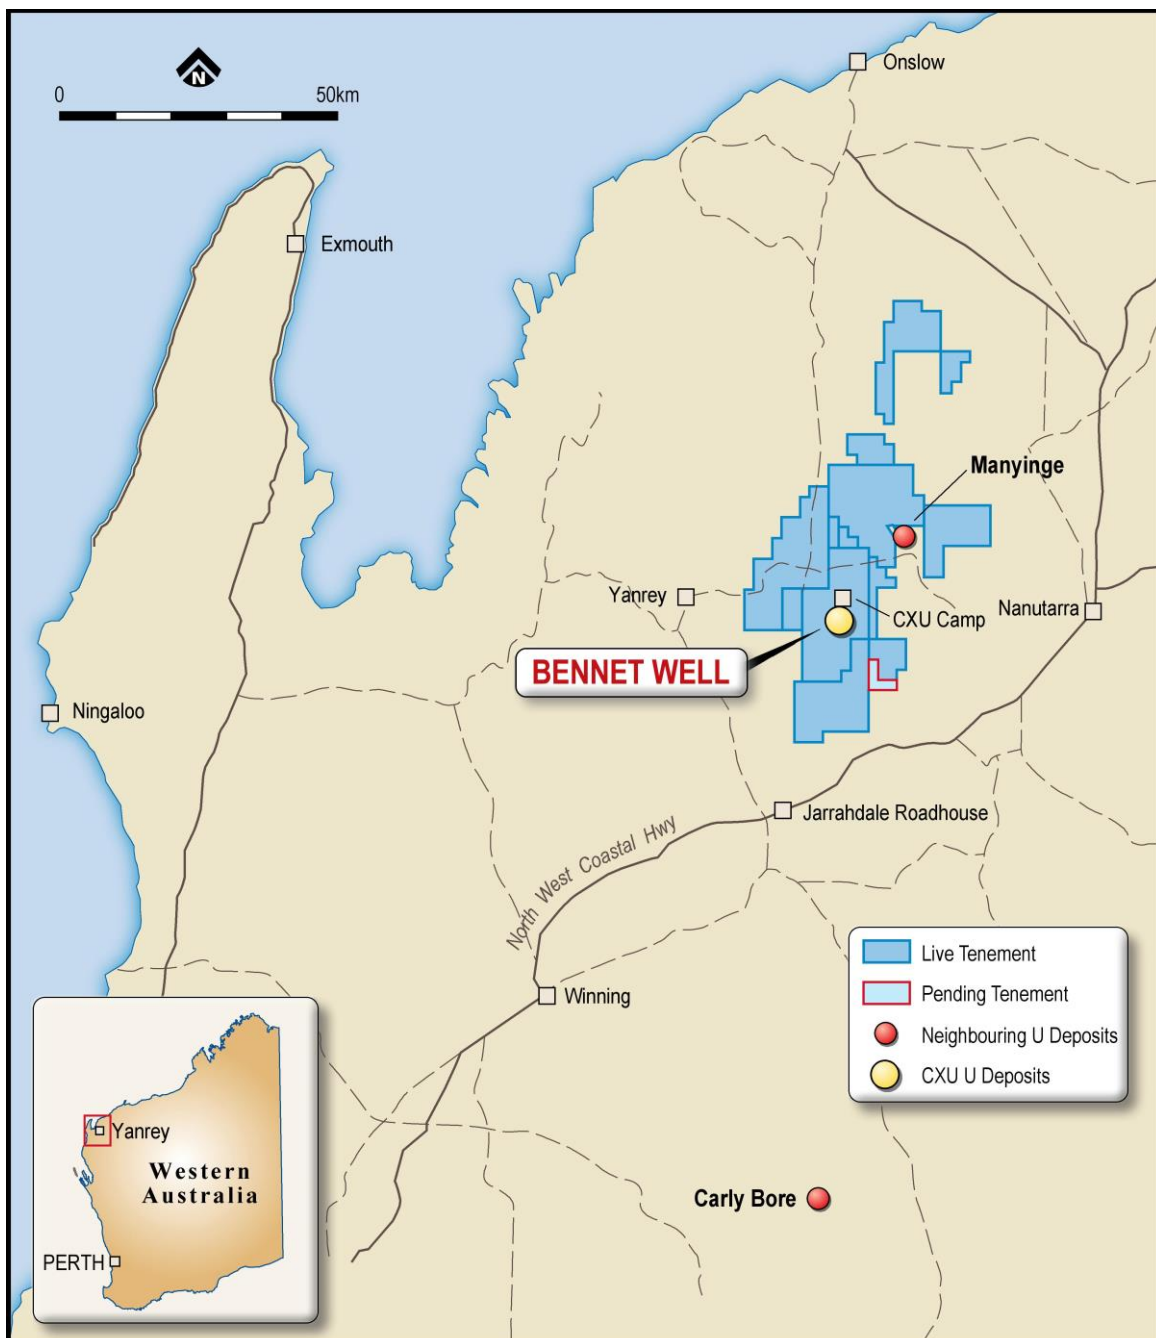 Onslow
N
0
50km
Exmouth
Manyinge
Yanrey
CXU Camp
Nanutarra
BENNET WELL
Ningaloo
Jarrahdale Roadhouse
North West Coastal Hwy
Winning
Live Tenement
Pending Tenement
Neighbouring U Deposits
CXU U Deposits
Yanrey
Western
Australia
PERTH
Carly Bore